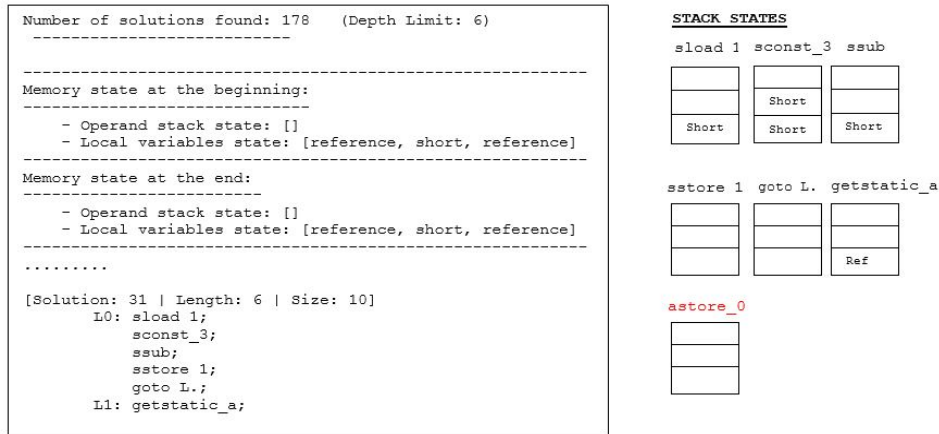 Number of solutions found: 178 (Depth Limit: 6)
---------------------------
-----------------------------------------------------------
Memory state at the beginning:
------------------------------
- Operand stack state: []
- Local variables state: [reference, short, reference]
-----------------------------------------------------------
Memory state at the end:
-------------------------
- Operand stack state: []
- Local variables state: [reference, short, reference]
-----------------------------------------------------------
.........
[Solution: 31 | Length: 6 | Size: 10]
L0: sload 1;
sconst_3;
ssub;
sstore 1;
goto L.;
L1: getstatic_a;
STACK STATES
sload 1 sconst_3 ssub
Short
Short Short Short
sstore 1 goto L. getstatic_a
Ref
astore_0